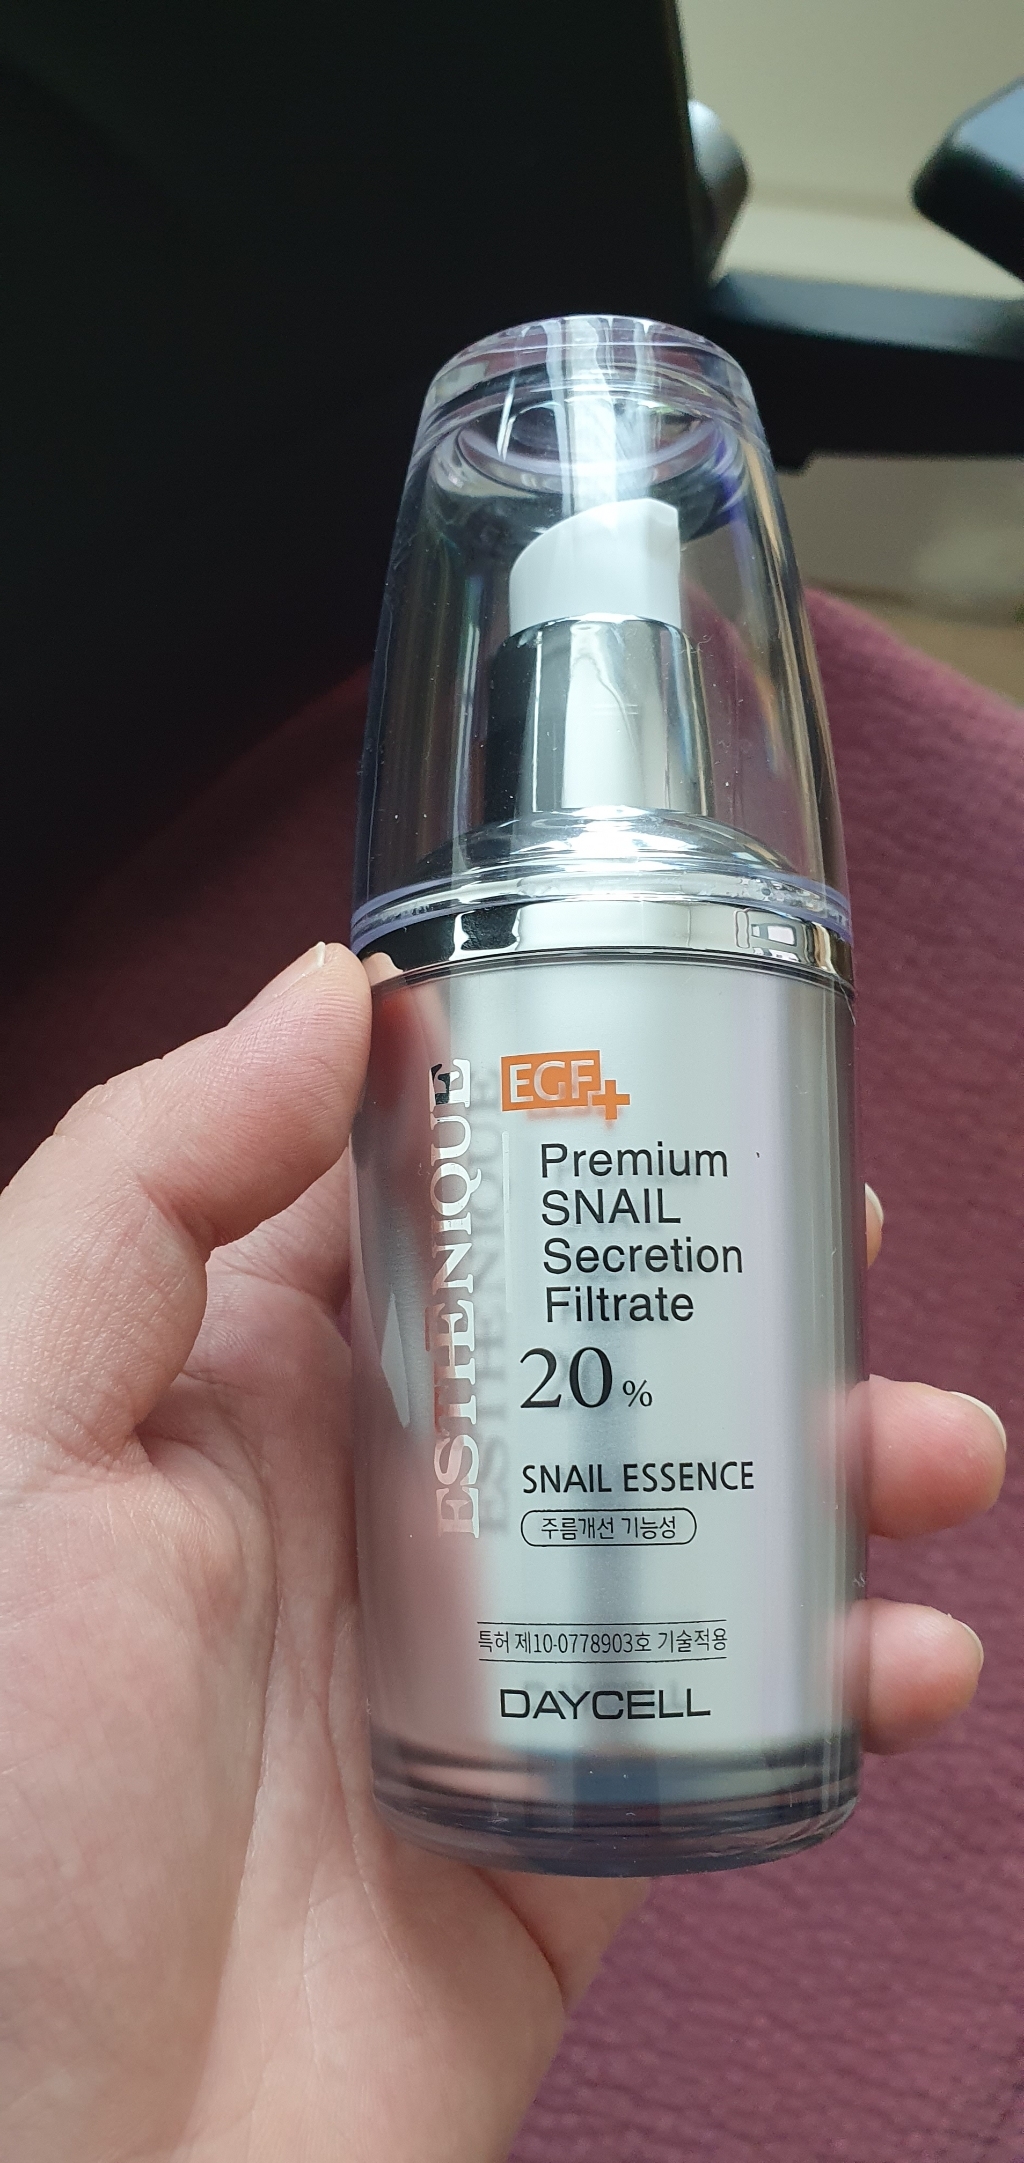 ESTHENIQUE
EGF+
Premium
SNAIL
Secretion
Filtrate
20%
SNAIL ESSENCE
주름개선 기능성
특허 제10-0778903호 기술적용
DAYCELL